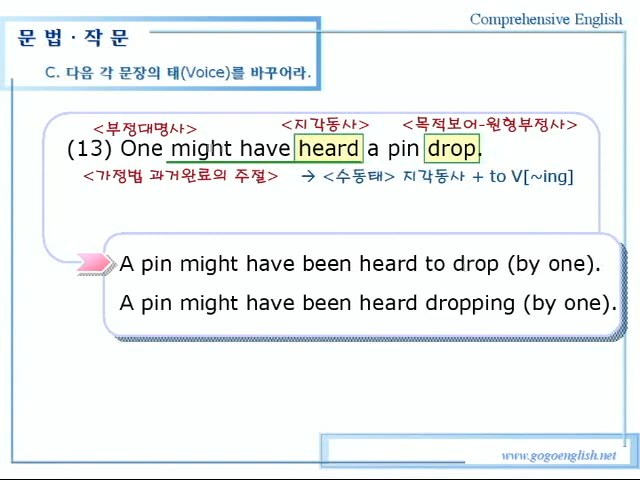 Comprehensive English
문 법 · 작 문
C. 다음 각 문장의 태(Voice)를 바꾸어라.
<부정대명사> <지각동사> <목적보어-원형부정사>
(13) One might have heard a pin drop.
<가정법 과거완료의 주절> → <수동태> 지각동사 + to V[~ing]
A pin might have been heard to drop (by one).
A pin might have been heard dropping (by one).
www.gogoenglish.net